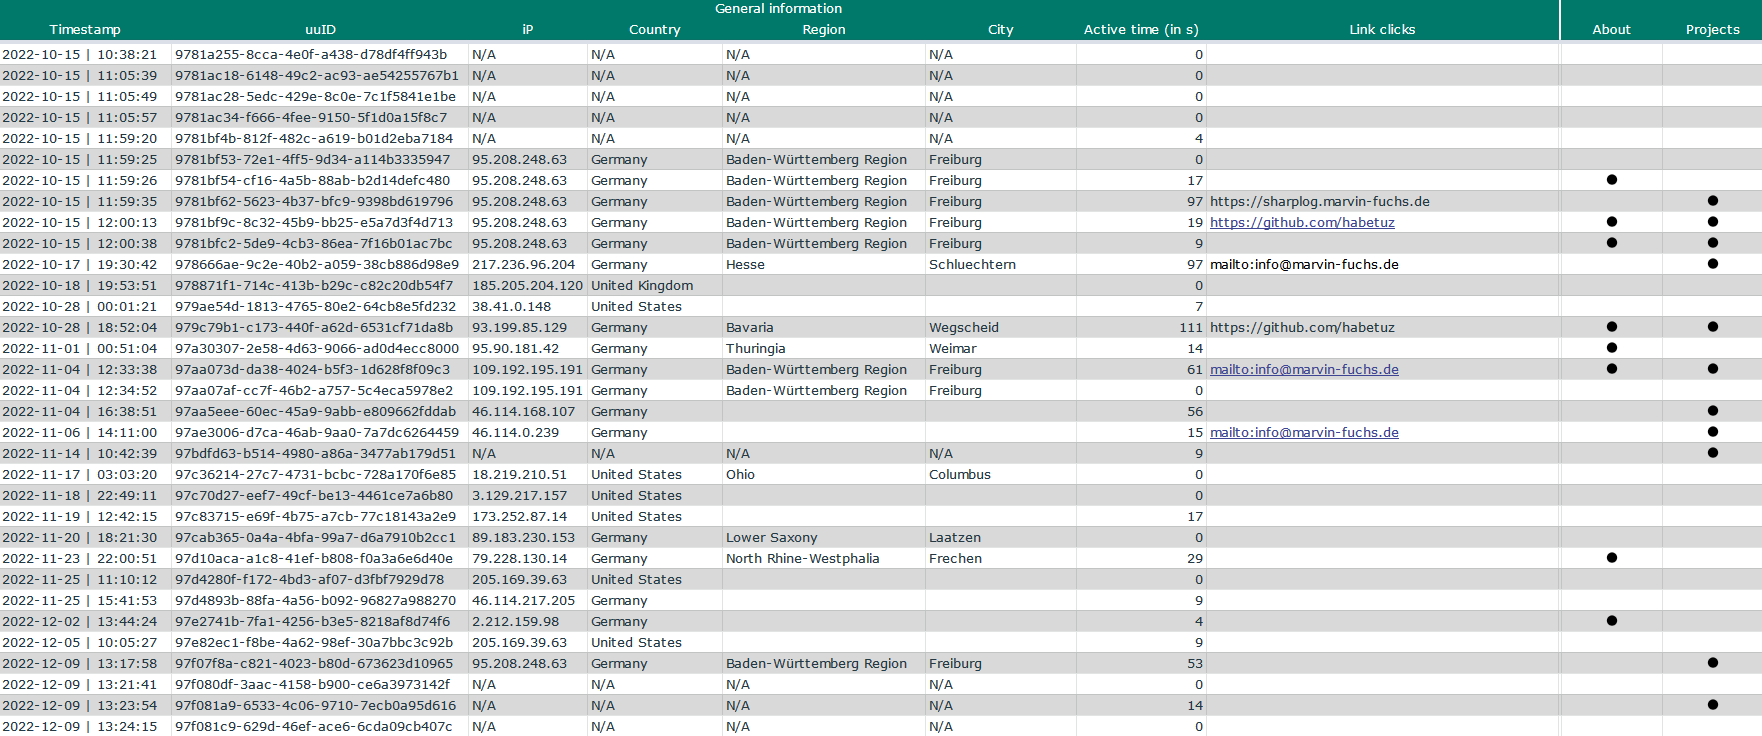 General information
Timestamp uuID iP Country Region City Active time (in s) Link clicks About Projects
2022-10-15 | 10:38:21 9781a255-8cca-4e0f-a438-d78df4ff943b N/A N/A N/A N/A 0
2022-10-15 | 11:05:39 9781ac18-6148-49c2-ac93-ae54255767b1 N/A N/A N/A N/A 0
2022-10-15 | 11:05:49 9781ac28-5edc-429e-8c0e-7c1f5841e1be N/A N/A N/A N/A 0
2022-10-15 | 11:05:57 9781ac34-f666-4fee-9150-5f1d0a15f8c7 N/A N/A N/A N/A 0
2022-10-15 | 11:59:20 9781bf4b-812f-482c-a619-b01d2eba7184 N/A N/A N/A N/A 4
2022-10-15 | 11:59:25 9781bf53-72e1-4ff5-9d34-a114b3335947 95.208.248.63 Germany Baden-Württemberg Region Freiburg 0
2022-10-15 | 11:59:26 9781bf54-cf16-4a5b-88ab-b2d14defc480 95.208.248.63 Germany Baden-Württemberg Region Freiburg 17 ●
2022-10-15 | 11:59:35 9781bf62-5623-4b37-bfc9-9398bd619796 95.208.248.63 Germany Baden-Württemberg Region Freiburg 97 https://sharplog.marvin-fuchs.de ●
2022-10-15 | 12:00:13 9781bf9c-8c32-45b9-bb25-e5a7d3f4d713 95.208.248.63 Germany Baden-Württemberg Region Freiburg 19 https://github.com/habetuz ● ●
2022-10-15 | 12:00:38 9781bfc2-5de9-4cb3-86ea-7f16b01ac7bc 95.208.248.63 Germany Baden-Württemberg Region Freiburg 9 ● ●
2022-10-17 | 19:30:42 978666ae-9c2e-40b2-a059-38cb886d98e9 217.236.96.204 Germany Hesse Schluechtern 97 mailto:info@marvin-fuchs.de ●
2022-10-18 | 19:53:51 978871f1-714c-413b-b29c-c82c20db54f7 185.205.204.120 United Kingdom 0
2022-10-28 | 00:01:21 979ae54d-1813-4765-80e2-64cb8e5fd232 38.41.0.148 United States 7
2022-10-28 | 18:52:04 979c79b1-c173-440f-a62d-6531cf71da8b 93.199.85.129 Germany Bavaria Wegscheid 111 https://github.com/habetuz ● ●
2022-11-01 | 00:51:04 97a30307-2e58-4d63-9066-ad0d4ecc8000 95.90.181.42 Germany Thuringia Weimar 14 ●
2022-11-04 | 12:33:38 97aa073d-da38-4024-b5f3-1d628f8f09c3 109.192.195.191 Germany Baden-Württemberg Region Freiburg 61 mailto:info@marvin-fuchs.de ● ●
2022-11-04 | 12:34:52 97aa07af-cc7f-46b2-a757-5c4eca5978e2 109.192.195.191 Germany Baden-Württemberg Region Freiburg 0
2022-11-04 | 16:38:51 97aa5eee-60ec-45a9-9abb-e809662fddab 46.114.168.107 Germany 56 ●
2022-11-06 | 14:11:00 97ae3006-d7ca-46ab-9aa0-7a7dc6264459 46.114.0.239 Germany 15 mailto:info@marvin-fuchs.de ●
2022-11-14 | 10:42:39 97bdfd63-b514-4980-a86a-3477ab179d51 N/A N/A N/A N/A 9 ●
2022-11-17 | 03:03:20 97c36214-27c7-4731-bcbc-728a170f6e85 18.219.210.51 United States Ohio Columbus 0
2022-11-18 | 22:49:11 97c70d27-eef7-49cf-be13-4461ce7a6b80 3.129.217.157 United States 0
2022-11-19 | 12:42:15 97c83715-e69f-4b75-a7cb-77c18143a2e9 173.252.87.14 United States 17
2022-11-20 | 18:21:30 97cab365-0a4a-4bfa-99a7-d6a7910b2cc1 89.183.230.153 Germany Lower Saxony Laatzen 0
2022-11-23 | 22:00:51 97d10aca-a1c8-41ef-b808-f0a3a6e6d40e 79.228.130.14 Germany North Rhine-Westphalia Frechen 29 ●
2022-11-25 | 11:10:12 97d4280f-f172-4bd3-af07-d3fbf7929d78 205.169.39.63 United States 0
2022-11-25 | 15:41:53 97d4893b-88fa-4a56-b092-96827a988270 46.114.217.205 Germany 9
2022-12-02 | 13:44:24 97e2741b-7fa1-4256-b3e5-8218af8d74f6 2.212.159.98 Germany 4 ●
2022-12-05 | 10:05:27 97e82ec1-f8be-4a62-98ef-30a7bbc3c92b 205.169.39.63 United States 9
2022-12-09 | 13:17:58 97f07f8a-c821-4023-b80d-673623d10965 95.208.248.63 Germany Baden-Württemberg Region Freiburg 53 ●
2022-12-09 | 13:21:41 97f080df-3aac-4158-b900-ce6a3973142f N/A N/A N/A N/A 0
2022-12-09 | 13:23:54 97f081a9-6533-4c06-9710-7ecb0a95d616 N/A N/A N/A N/A 14 ●
2022-12-09 | 13:24:15 97f081c9-629d-46ef-ace6-6cda09cb407c N/A N/A N/A N/A 0